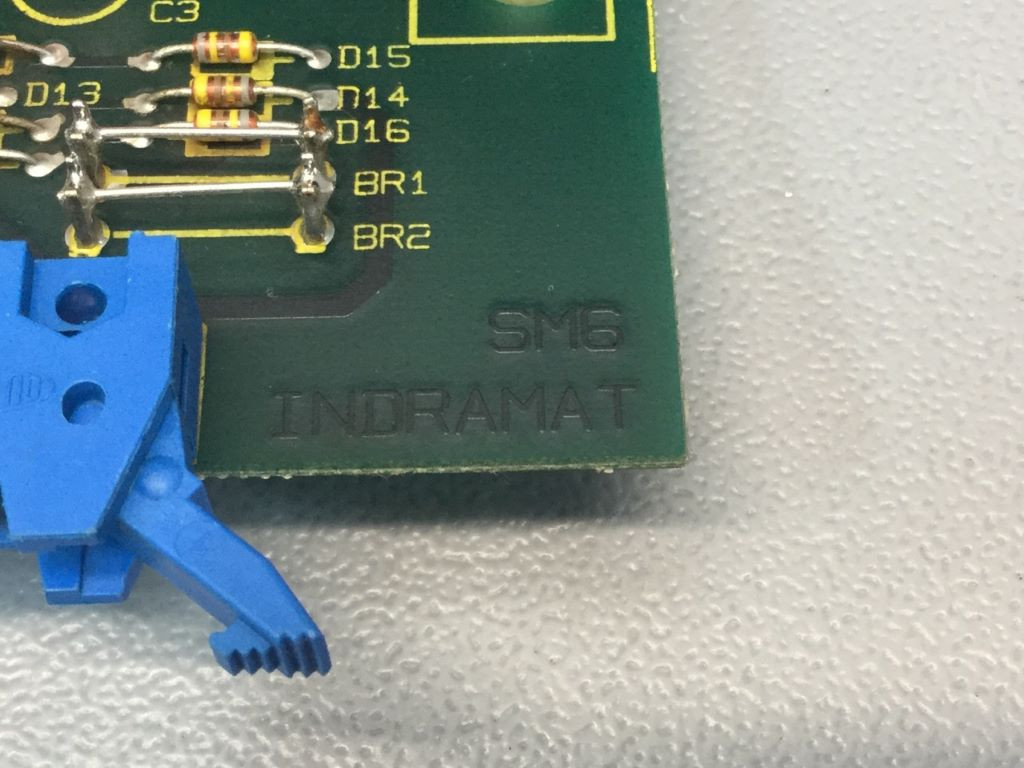 C3
D15
D13
D14
D16
BR1
BR2
SM6
INDRAMAT